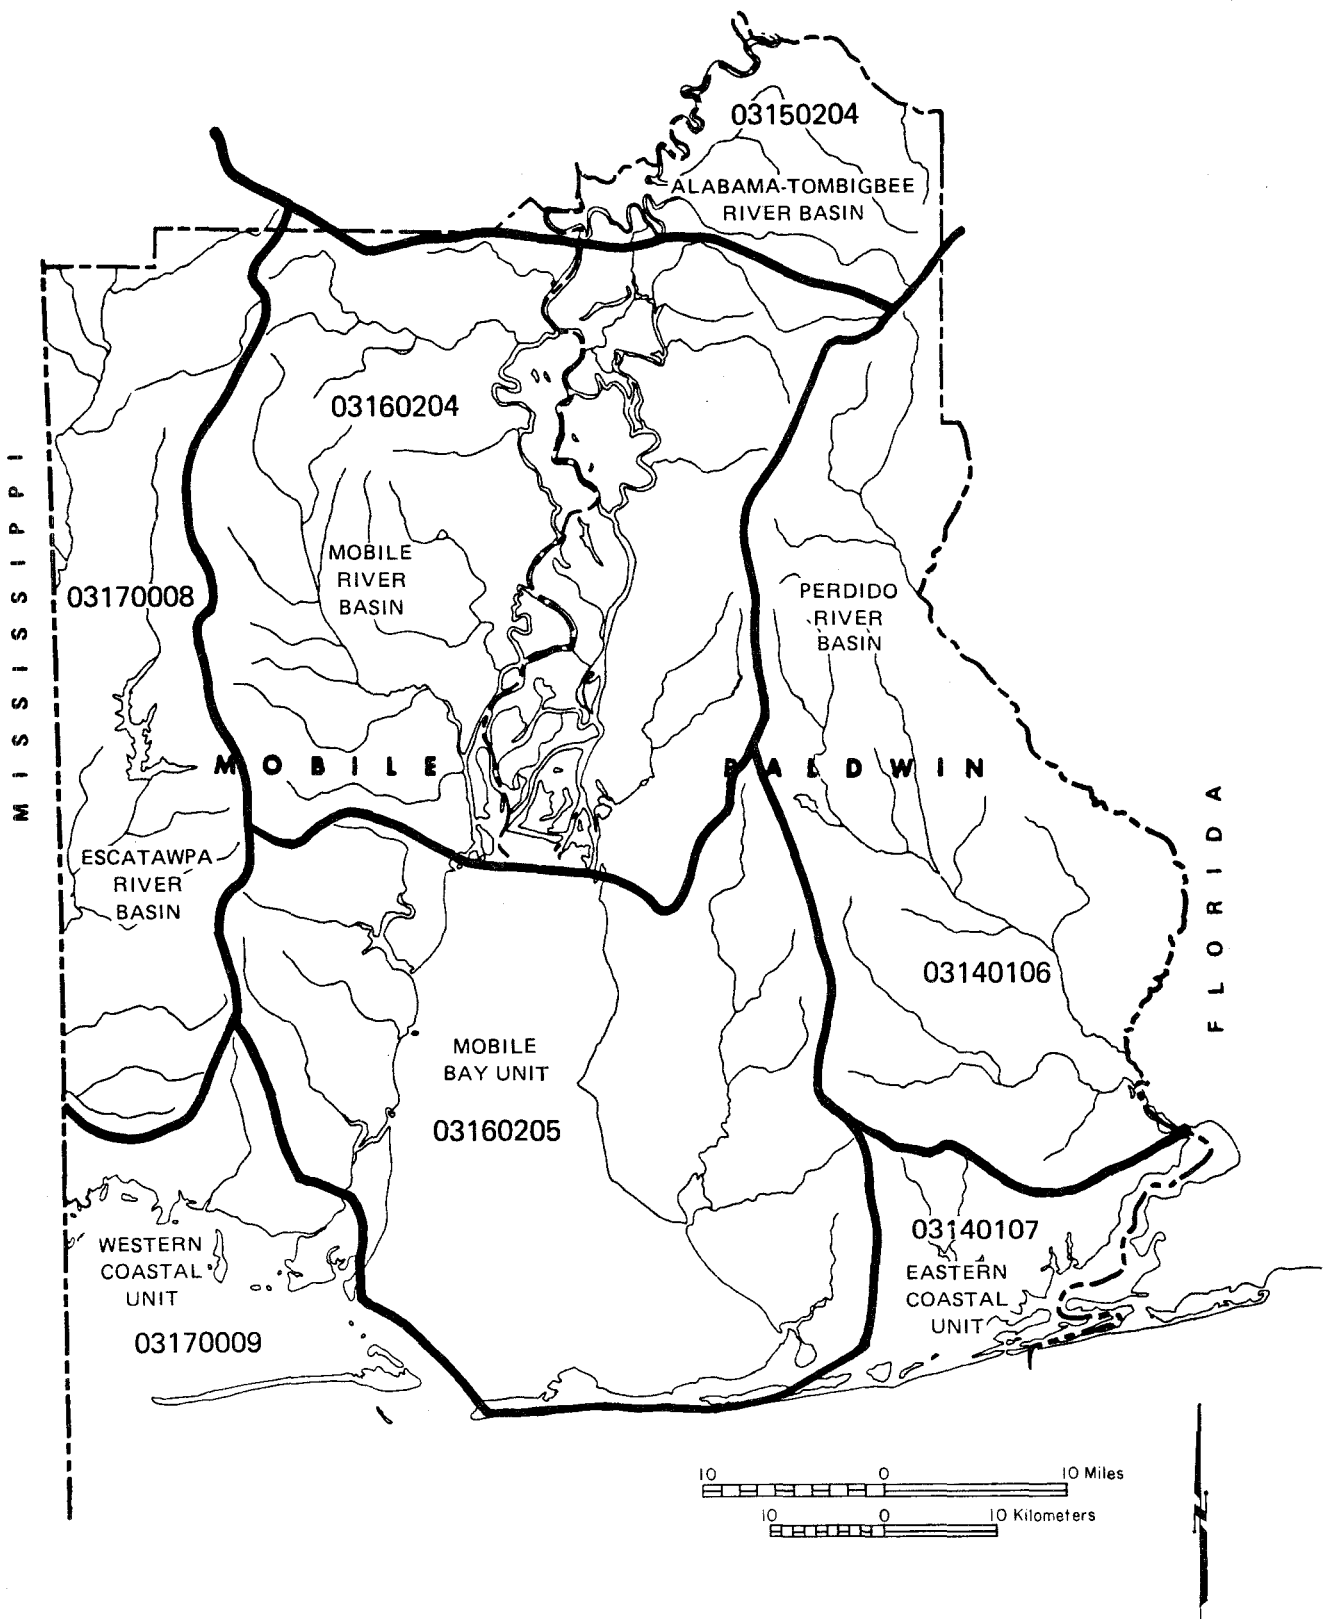 03150204
ALABAMA-TOMBIGBEE
RIVER BASIN
03160204
MISSISSIPPI
MOBILE
RIVER
BASIN
03170008
PERDIDO
RIVER
BASIN
MOBILE
BALDWIN
FLORIDA
ESCATAWPA
RIVER
BASIN
03140106
MOBILE
BAY UNIT
03160205
03140107
WESTERN
COASTAL
UNIT
EASTERN
COASTAL
UNIT
03170009
10 0 10 Miles
10 0 10 Kilometers